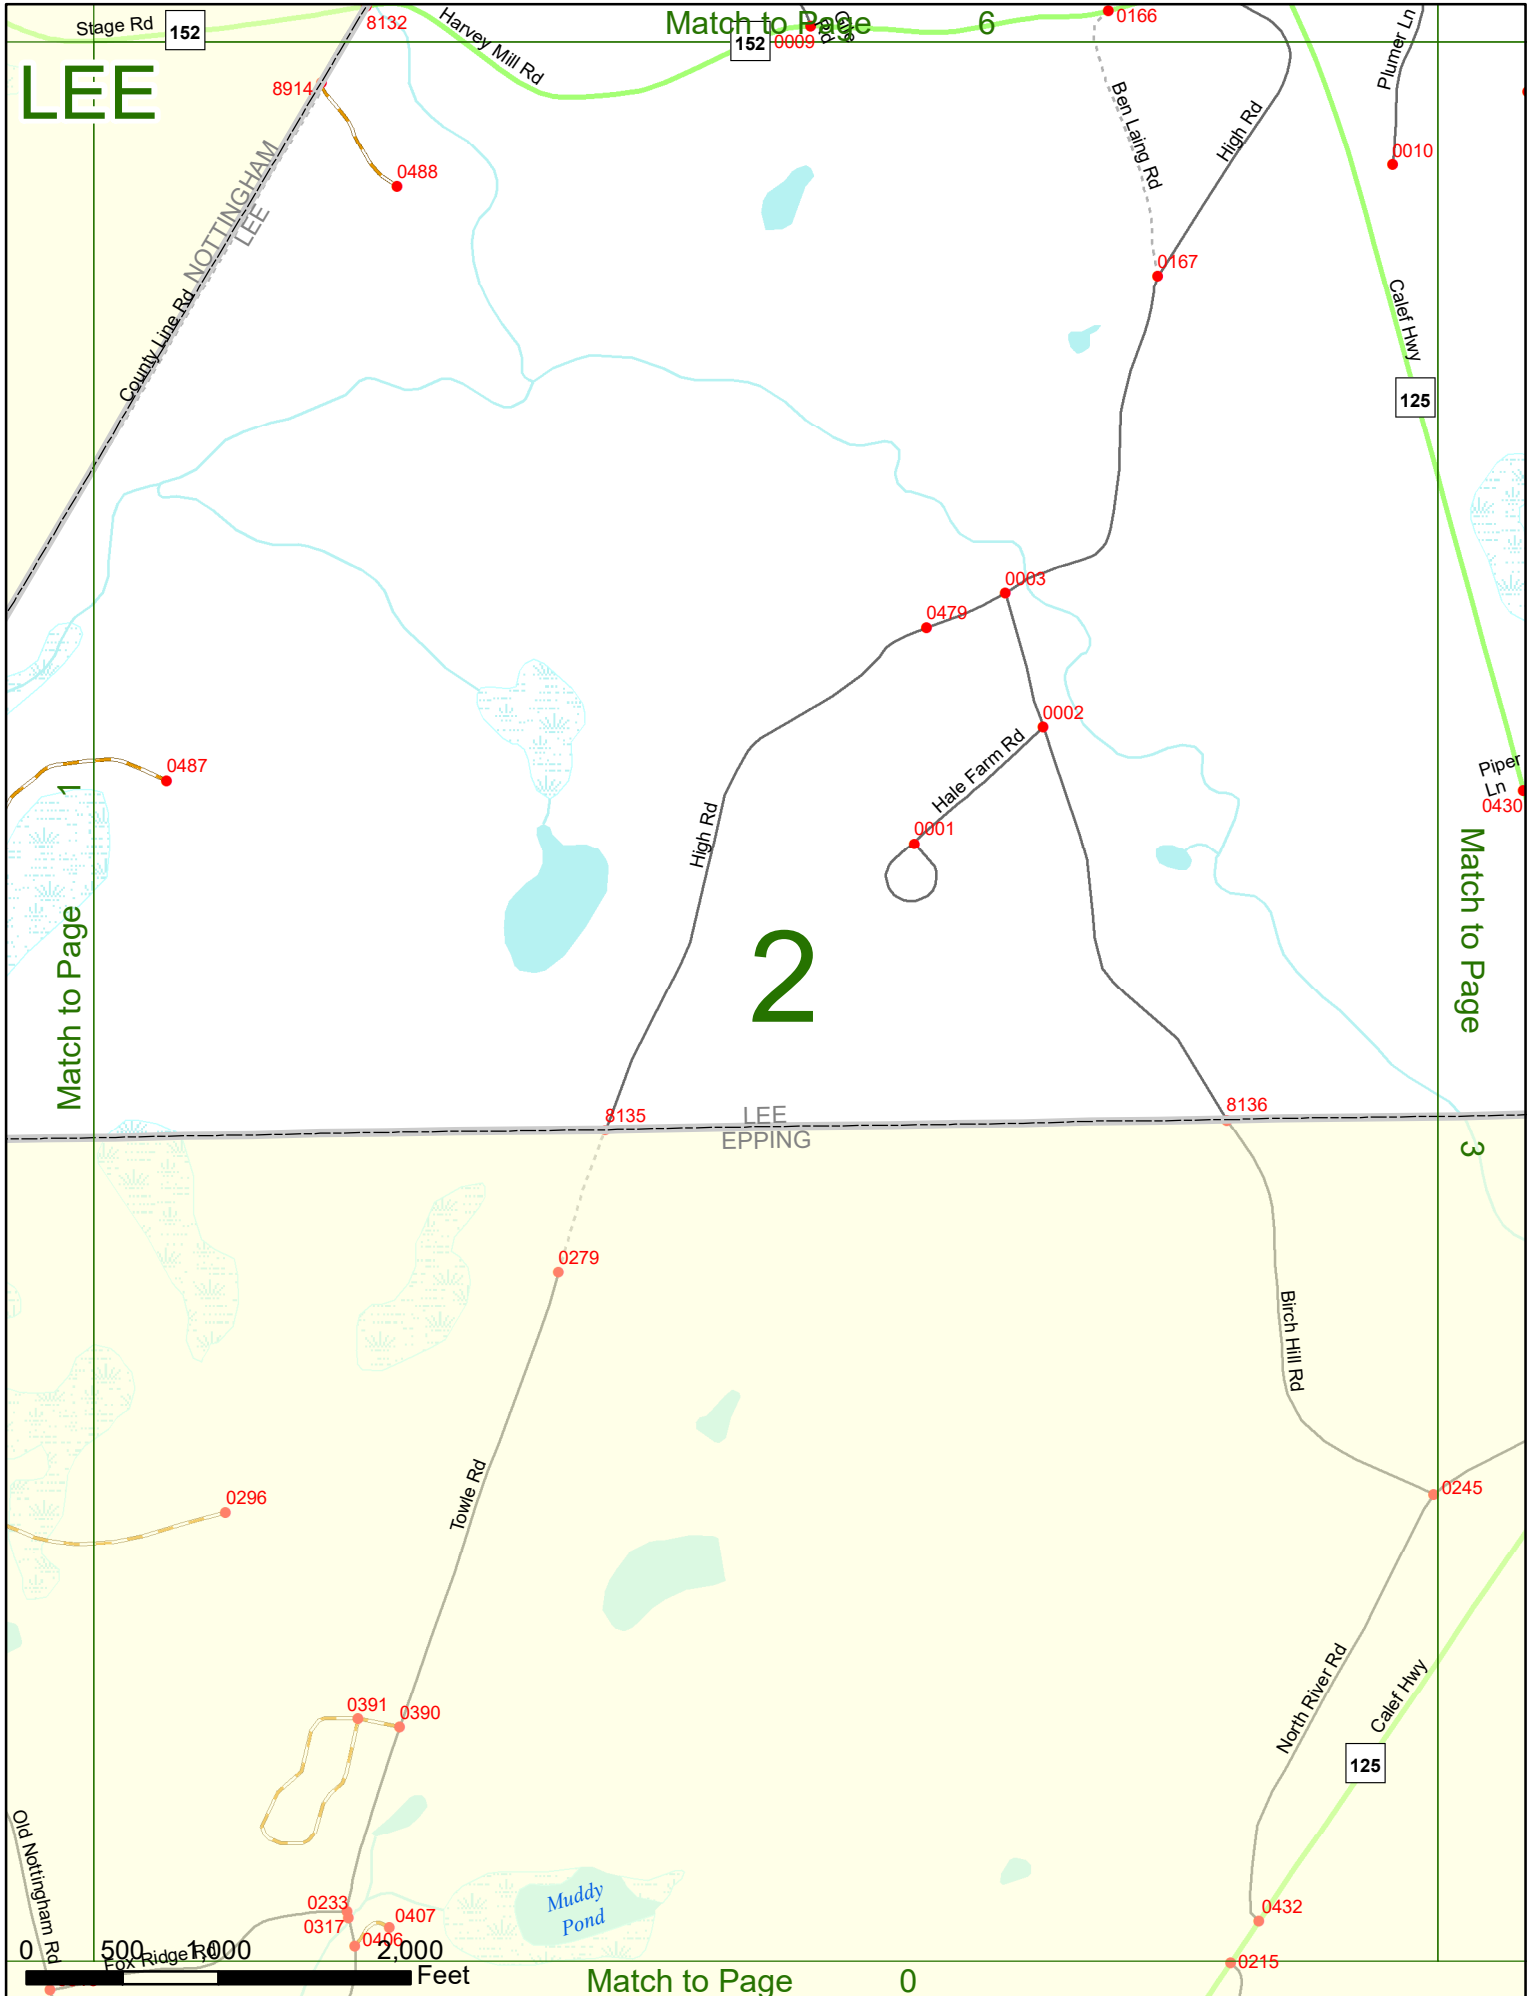 Stage Rd
152
8132
Harvey Mill Rd
152
0009
Match to Page 6
Glue
Rd
0166
Plumer Ln
LEE
8914
0488
Ben Laing Rd
High Rd
0010
NOTTINGHAM
LEE
0167
County Line Rd
Calef Hwy
125
0003
0479
0002
0487
Hale Farm Rd
Piper
Ln
0430
High Rd
0001
Match to Page 1
2
Match to Page 3
8135
LEE
EPPING
8136
0279
Birch Hill Rd
Towle Rd
0296
0245
0391
0390
North River Rd
Calef Hwy
125
Old Nottingham Rd
Muddy
Pond
0233
0317
0407
0406
0432
0215
Fox Ridge Rd
0 500 1,000 2,000
Feet
Match to Page 0